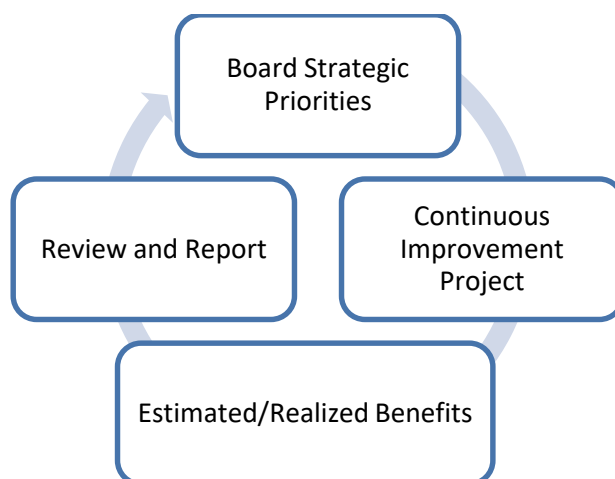 Board Strategic
Priorities
Continuous
Improvement
Project
Estimated/Realized Benefits
Review and Report